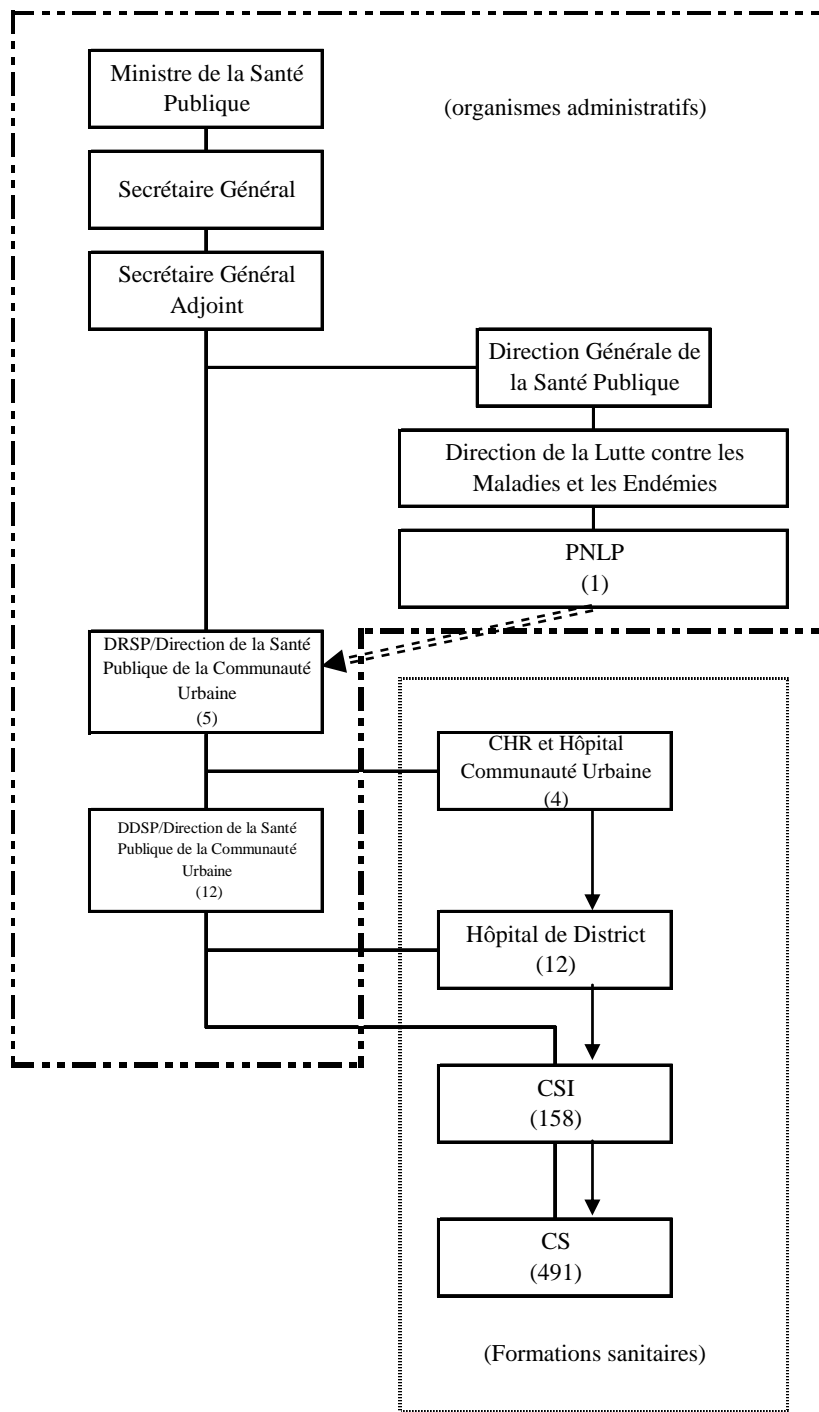 Ministre de la Santé
Publique
(organismes administratifs)
Secrétaire Général
Secrétaire Général
Adjoint
Direction Générale de
la Santé Publique
Direction de la Lutte contre les
Maladies et les Endémies
PNLP
(1)
DRSP/Direction de la Santé
Publique de la Communauté
Urbaine
(5)
CHR et Hôpital
Communauté Urbaine
(4)
DDSP/Direction de la Santé
Publique de la Communauté
Urbaine
(12)
Hôpital de District
(12)
CSI
(158)
CS
(491)
(Formations sanitaires)